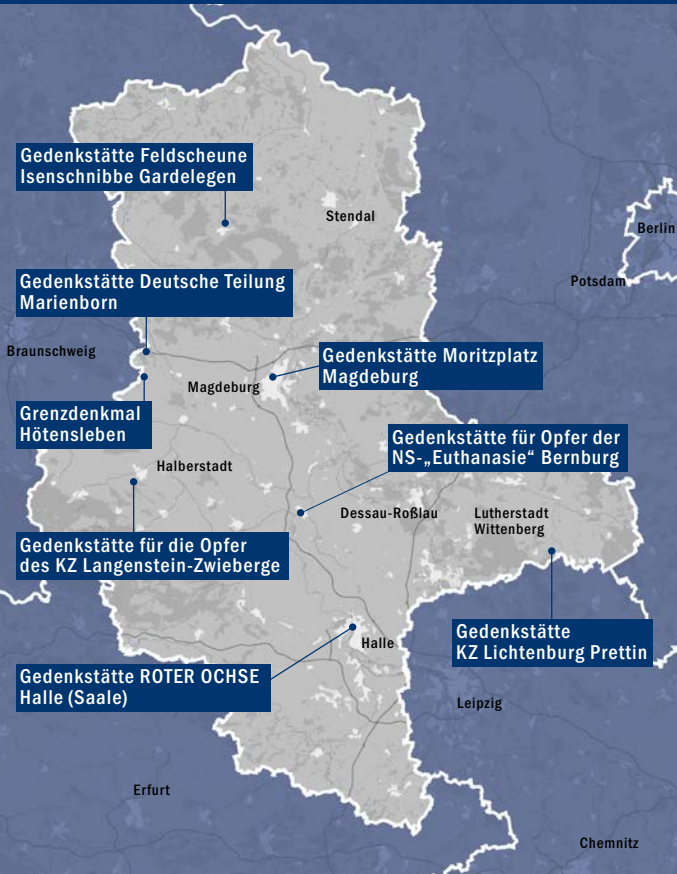 Gedenkstätte Feldscheune
Isenschnibbe Gardelegen
Stendal
Berlin
Gedenkstätte Deutsche Teilung
Marienborn
Potsdam
Braunschweig
Gedenkstätte Moritzplatz
Magdeburg
Magdeburg
Grenzdenkmal
Hötensleben
Gedenkstätte für Opfer der
NS-„Euthanasie“ Bernburg
Halberstadt
Dessau-Roßlau
Lutherstadt
Wittenberg
Gedenkstätte für die Opfer
des KZ Langenstein-Zwieberge
Gedenkstätte
KZ Lichtenburg Prettin
Halle
Gedenkstätte ROTER OCHSE
Halle (Saale)
Leipzig
Erfurt
Chemnitz